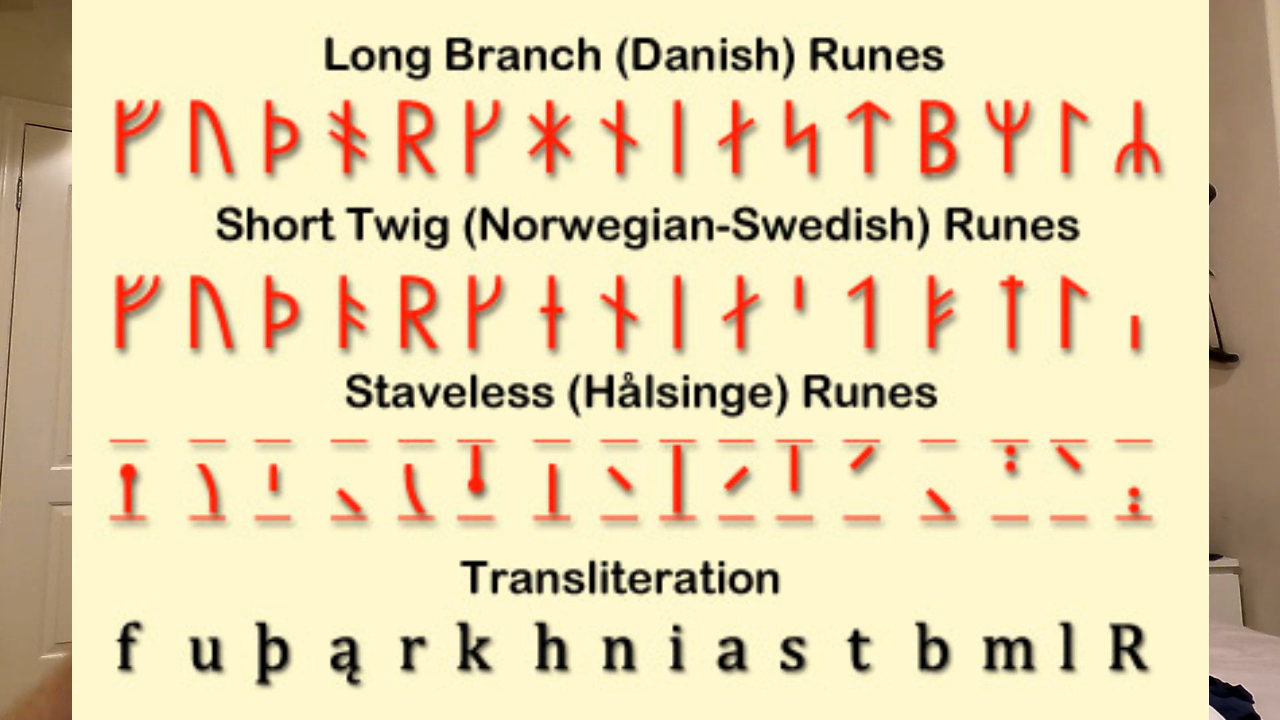 Long Branch (Danish) Runes
ᚠ ᚢ ᚦ ᚬ ᚱ ᚴ ᚼ ᚾ ᛁ ᛅ ᛋ ᛏ ᛒ ᛘ ᛚ ᛦ
Short Twig (Norwegian-Swedish) Runes
ᚠ ᚢ ᚦ ᚭ ᚱ ᚴ ᚽ ᚾ ᛁ ᛅ ᛌ ᛐ ᛓ ᛙ ᛚ ᛧ
Staveless (Hålsinge) Runes
Transliteration
f u þ ą r k h n i a s t b m l R